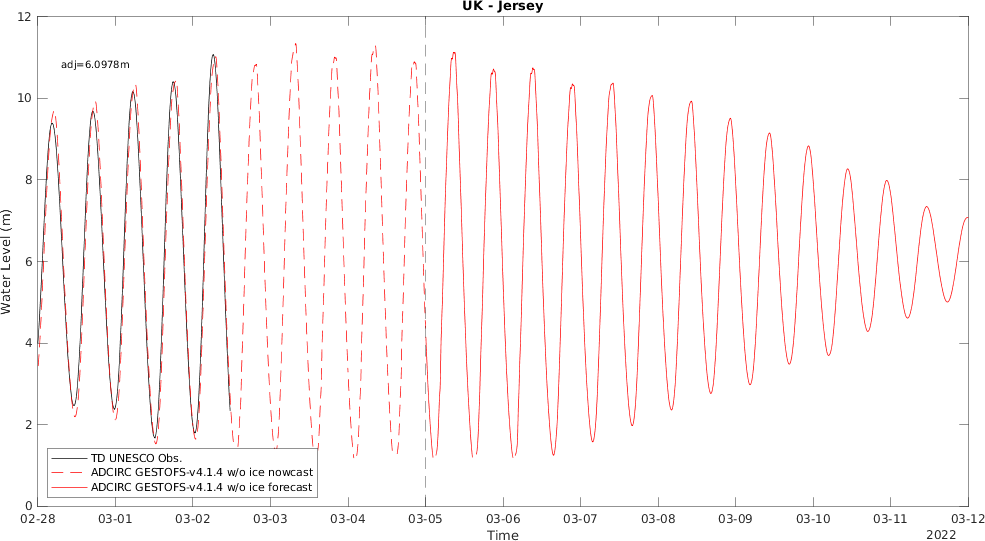 UK - Jersey
12
adj=6.0978m
10
8
6
4
2
0
Water Level (m)
TD UNESCO Obs.
ADCIRC GESTOFS-v4.1.4 w/o ice nowcast
ADCIRC GESTOFS-v4.1.4 w/o ice forecast
02-28 03-01 03-02 03-03 03-04 03-05 03-06 03-07 03-08 03-09 03-10 03-11 03-12
Time
2022